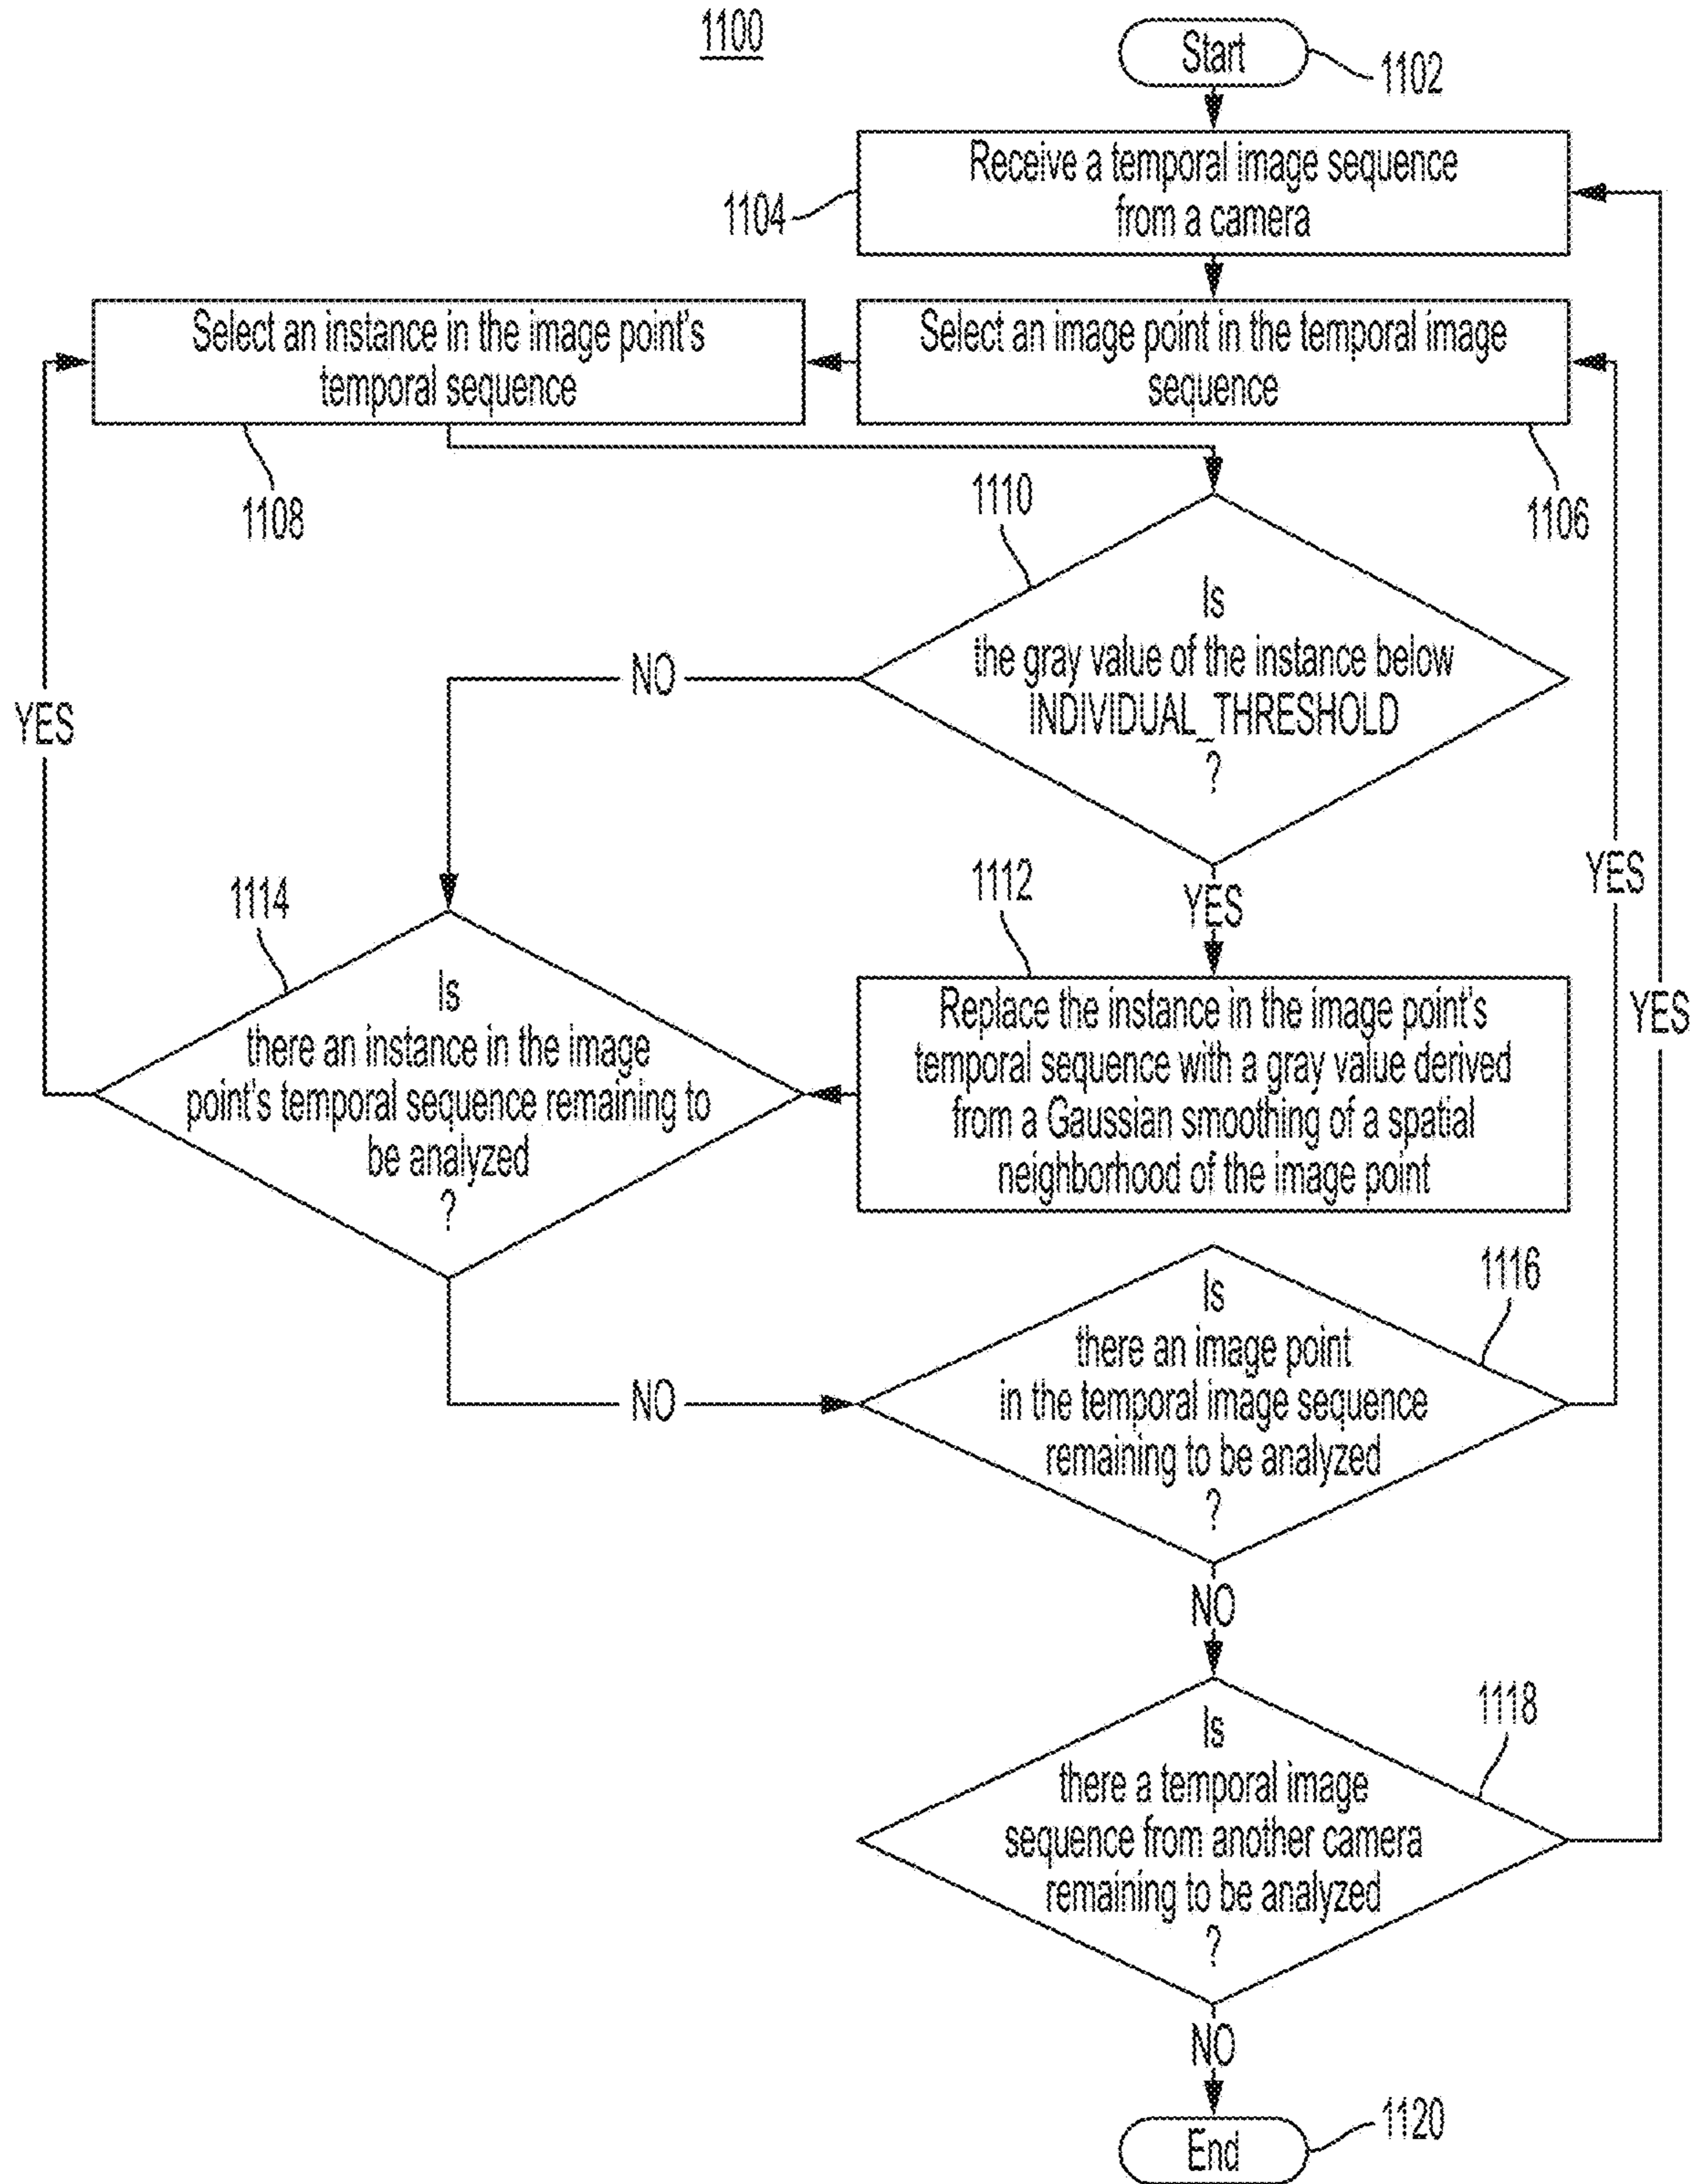 1100
Start
1102
Receive a temporal image sequence
from a camera
1104
Select an instance in the image point's
temporal sequence
Select an image point in the temporal image
sequence
1108
1110
1106
Is
the gray value of the instance below
INDIVIDUAL_THRESHOLD
?
NO
YES
1114
1112
YES
YES
Is
there an instance in the image
point's temporal sequence remaining to
be analyzed
?
Replace the instance in the image point's
temporal sequence with a gray value derived
from a Gaussian smoothing of a spatial
neighborhood of the image point
YES
NO
1116
Is
there an image point
in the temporal image sequence
remaining to be analyzed
?
NO
1118
Is
there a temporal image
sequence from another camera
remaining to be analyzed
?
NO
End
1120